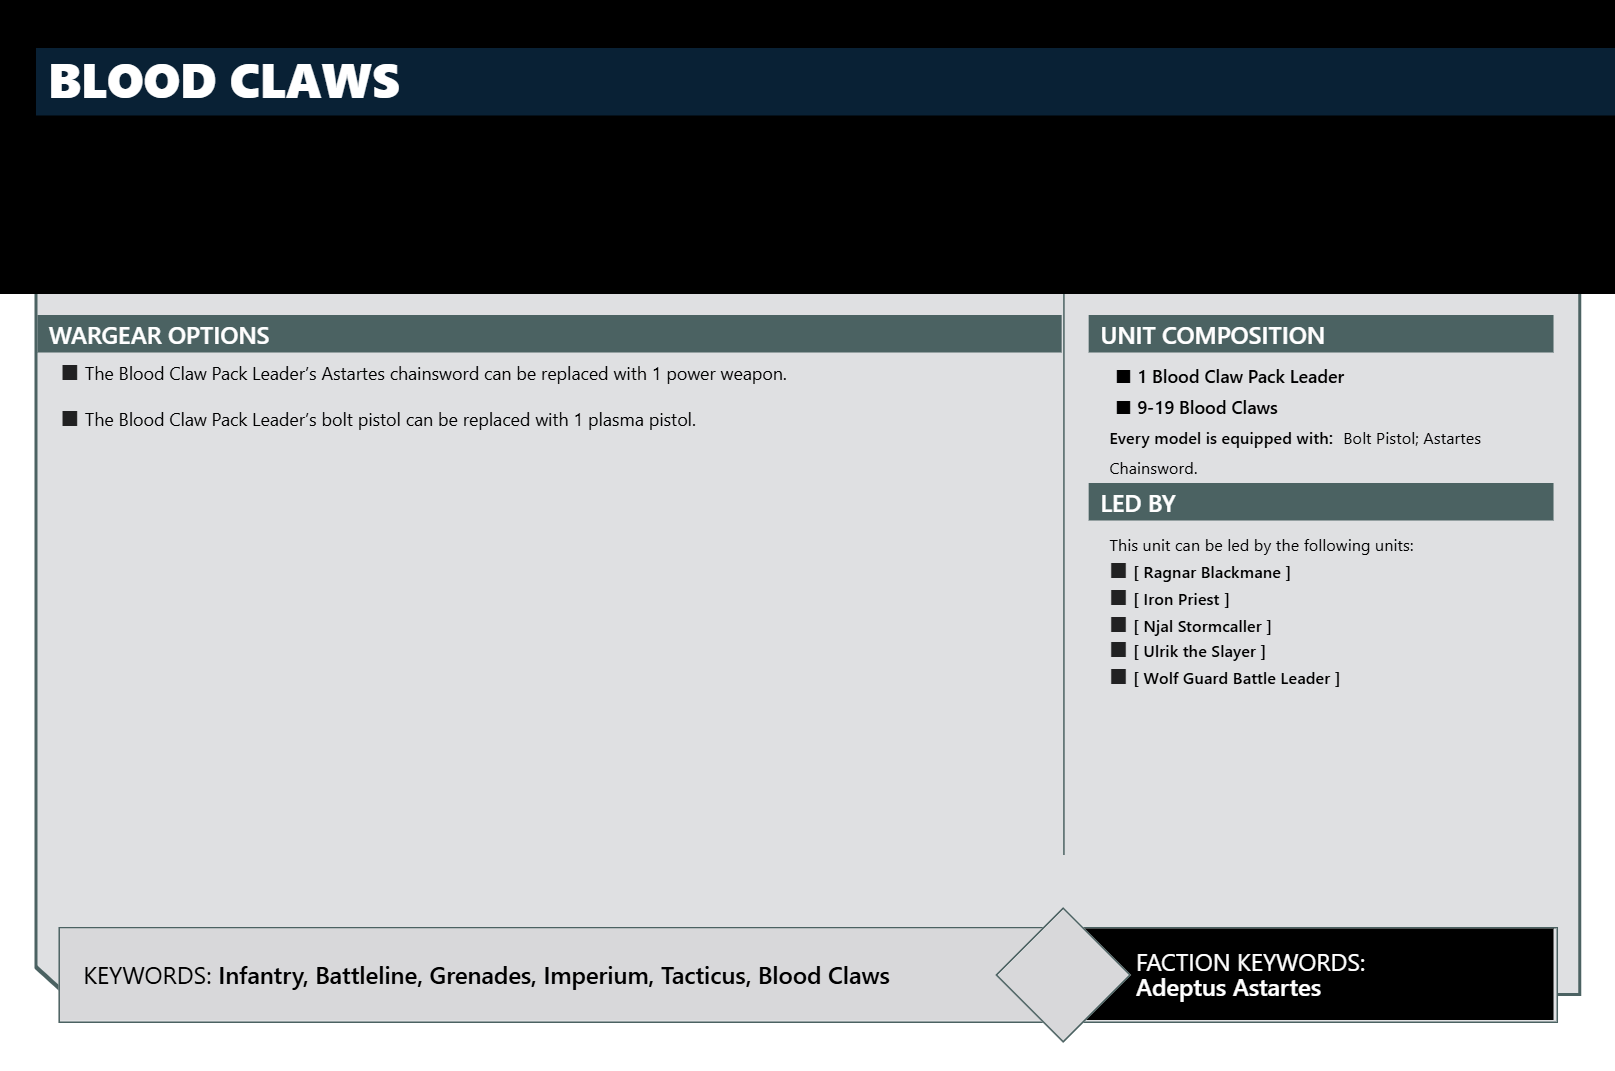 BLOOD CLAWS
WARGEAR OPTIONS
■ The Blood Claw Pack Leader’s Astartes chainsword can be replaced with 1 power weapon.
■ The Blood Claw Pack Leader’s bolt pistol can be replaced with 1 plasma pistol.
UNIT COMPOSITION
■ 1 Blood Claw Pack Leader
■ 9-19 Blood Claws
Every model is equipped with: Bolt Pistol; Astartes
Chainsword.
LED BY
This unit can be led by the following units:
■ [ Ragnar Blackmane ]
■ [ Iron Priest ]
■ [ Njal Stormcaller ]
■ [ Ulrik the Slayer ]
■ [ Wolf Guard Battle Leader ]
KEYWORDS: Infantry, Battleline, Grenades, Imperium, Tacticus, Blood Claws
FACTION KEYWORDS:
Adeptus Astartes